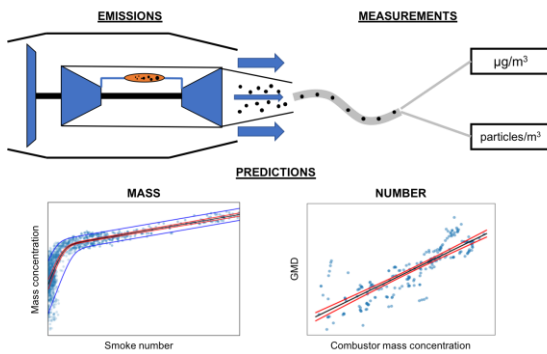 EMISSIONS
MEASUREMENTS
µg/m³
particles/m³
PREDICTIONS
MASS
NUMBER
Mass concentration
Smoke number
GMD
Combustor mass concentration